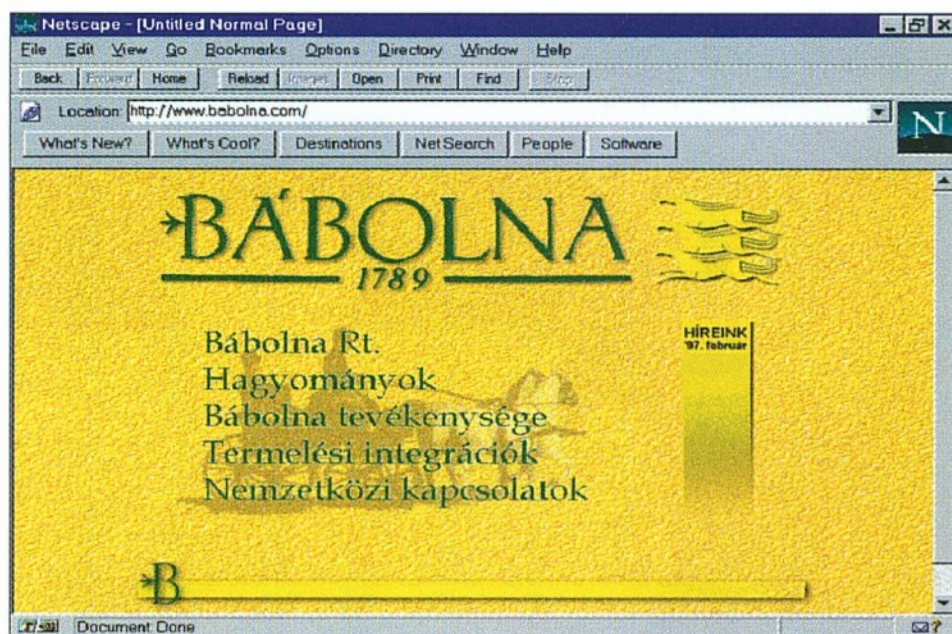 Netscape - [Untitled Normal Page]
File Edit View Go Bookmarks Options Directory Window Help
Back Forward Home Reload Images Open Print Find Stop
Location: http://www.babolna.com/
N
What's New? What's Cool? Destinations Net Search People Software
BÁBOLNA
1789
HÍREINK
'97. február
Bábolna Rt.
Hagyományok
Bábolna tevékenysége
Termelési integrációk
Nemzetközi kapcsolatok
B
Document: Done
?